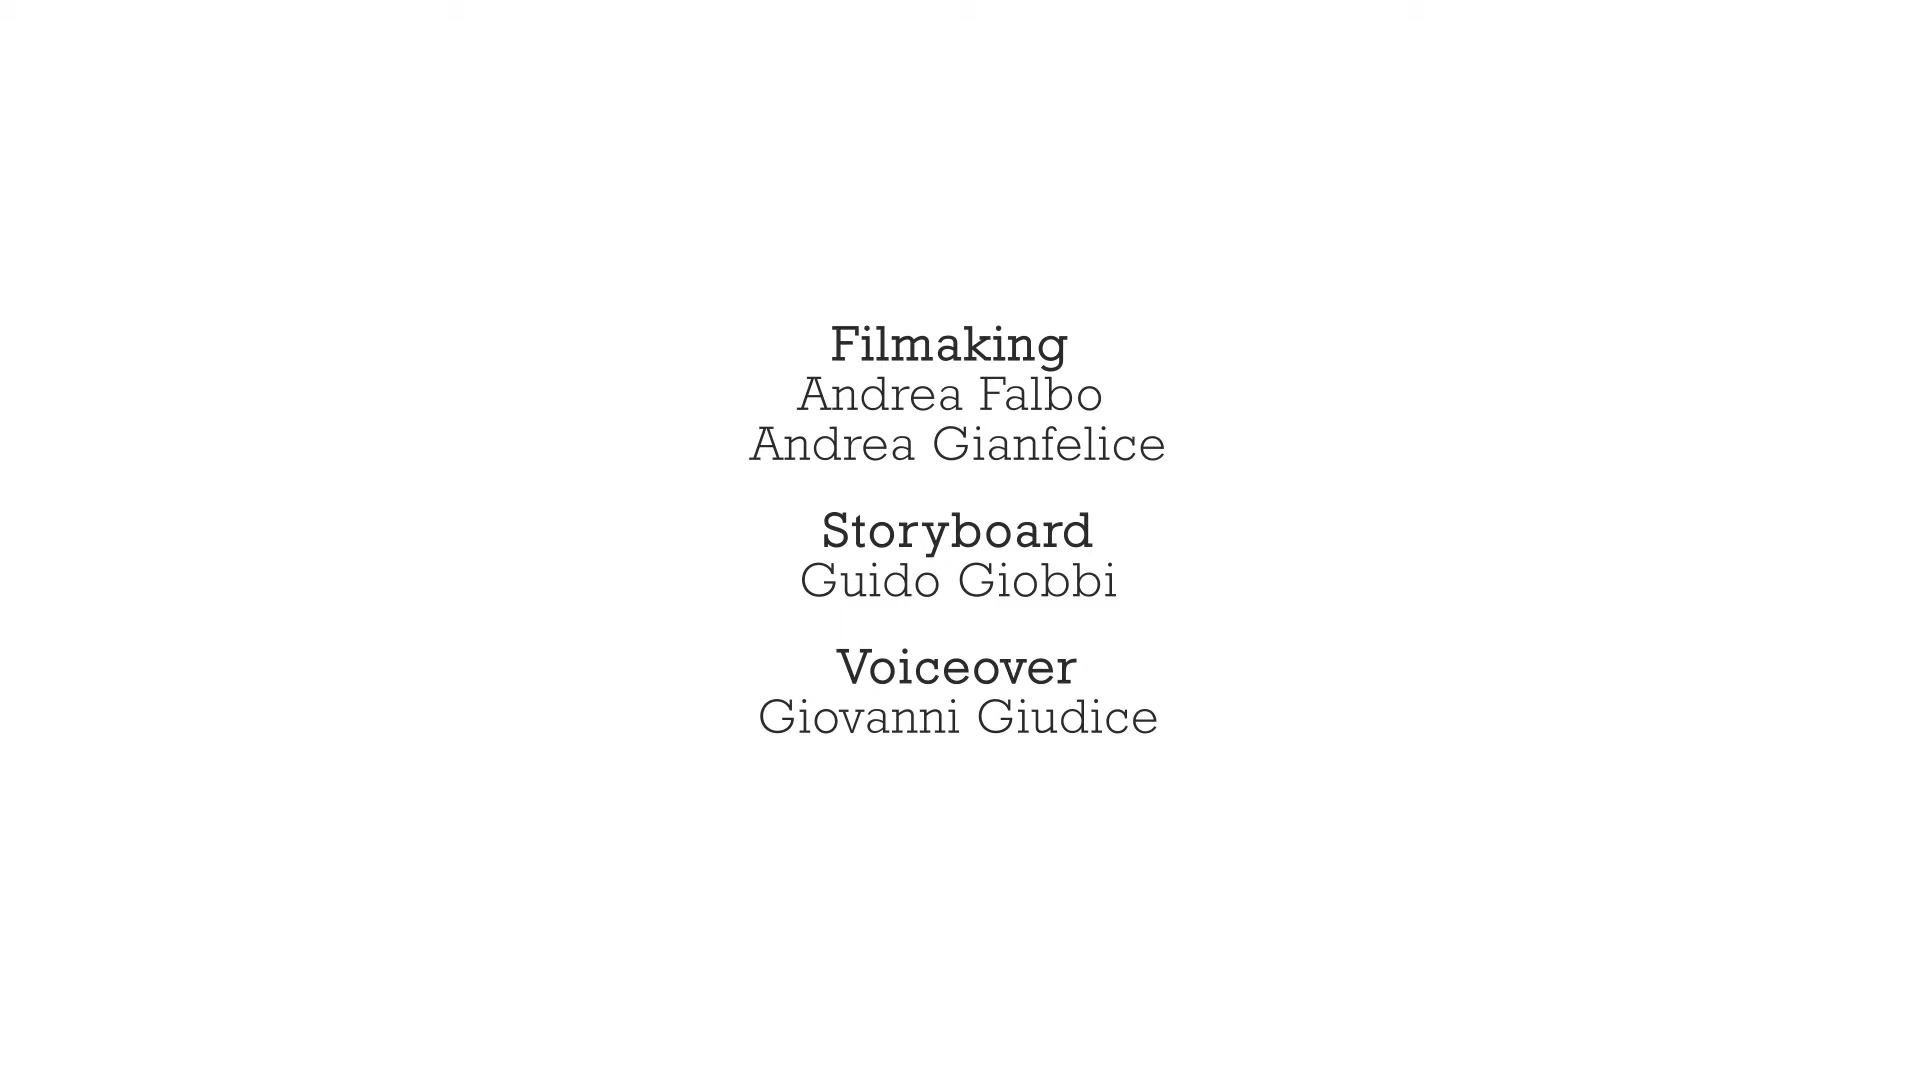 Filmaking
Andrea Falbo
Andrea Gianfelice
Storyboard
Guido Giobbi
Voiceover
Giovanni Giudice